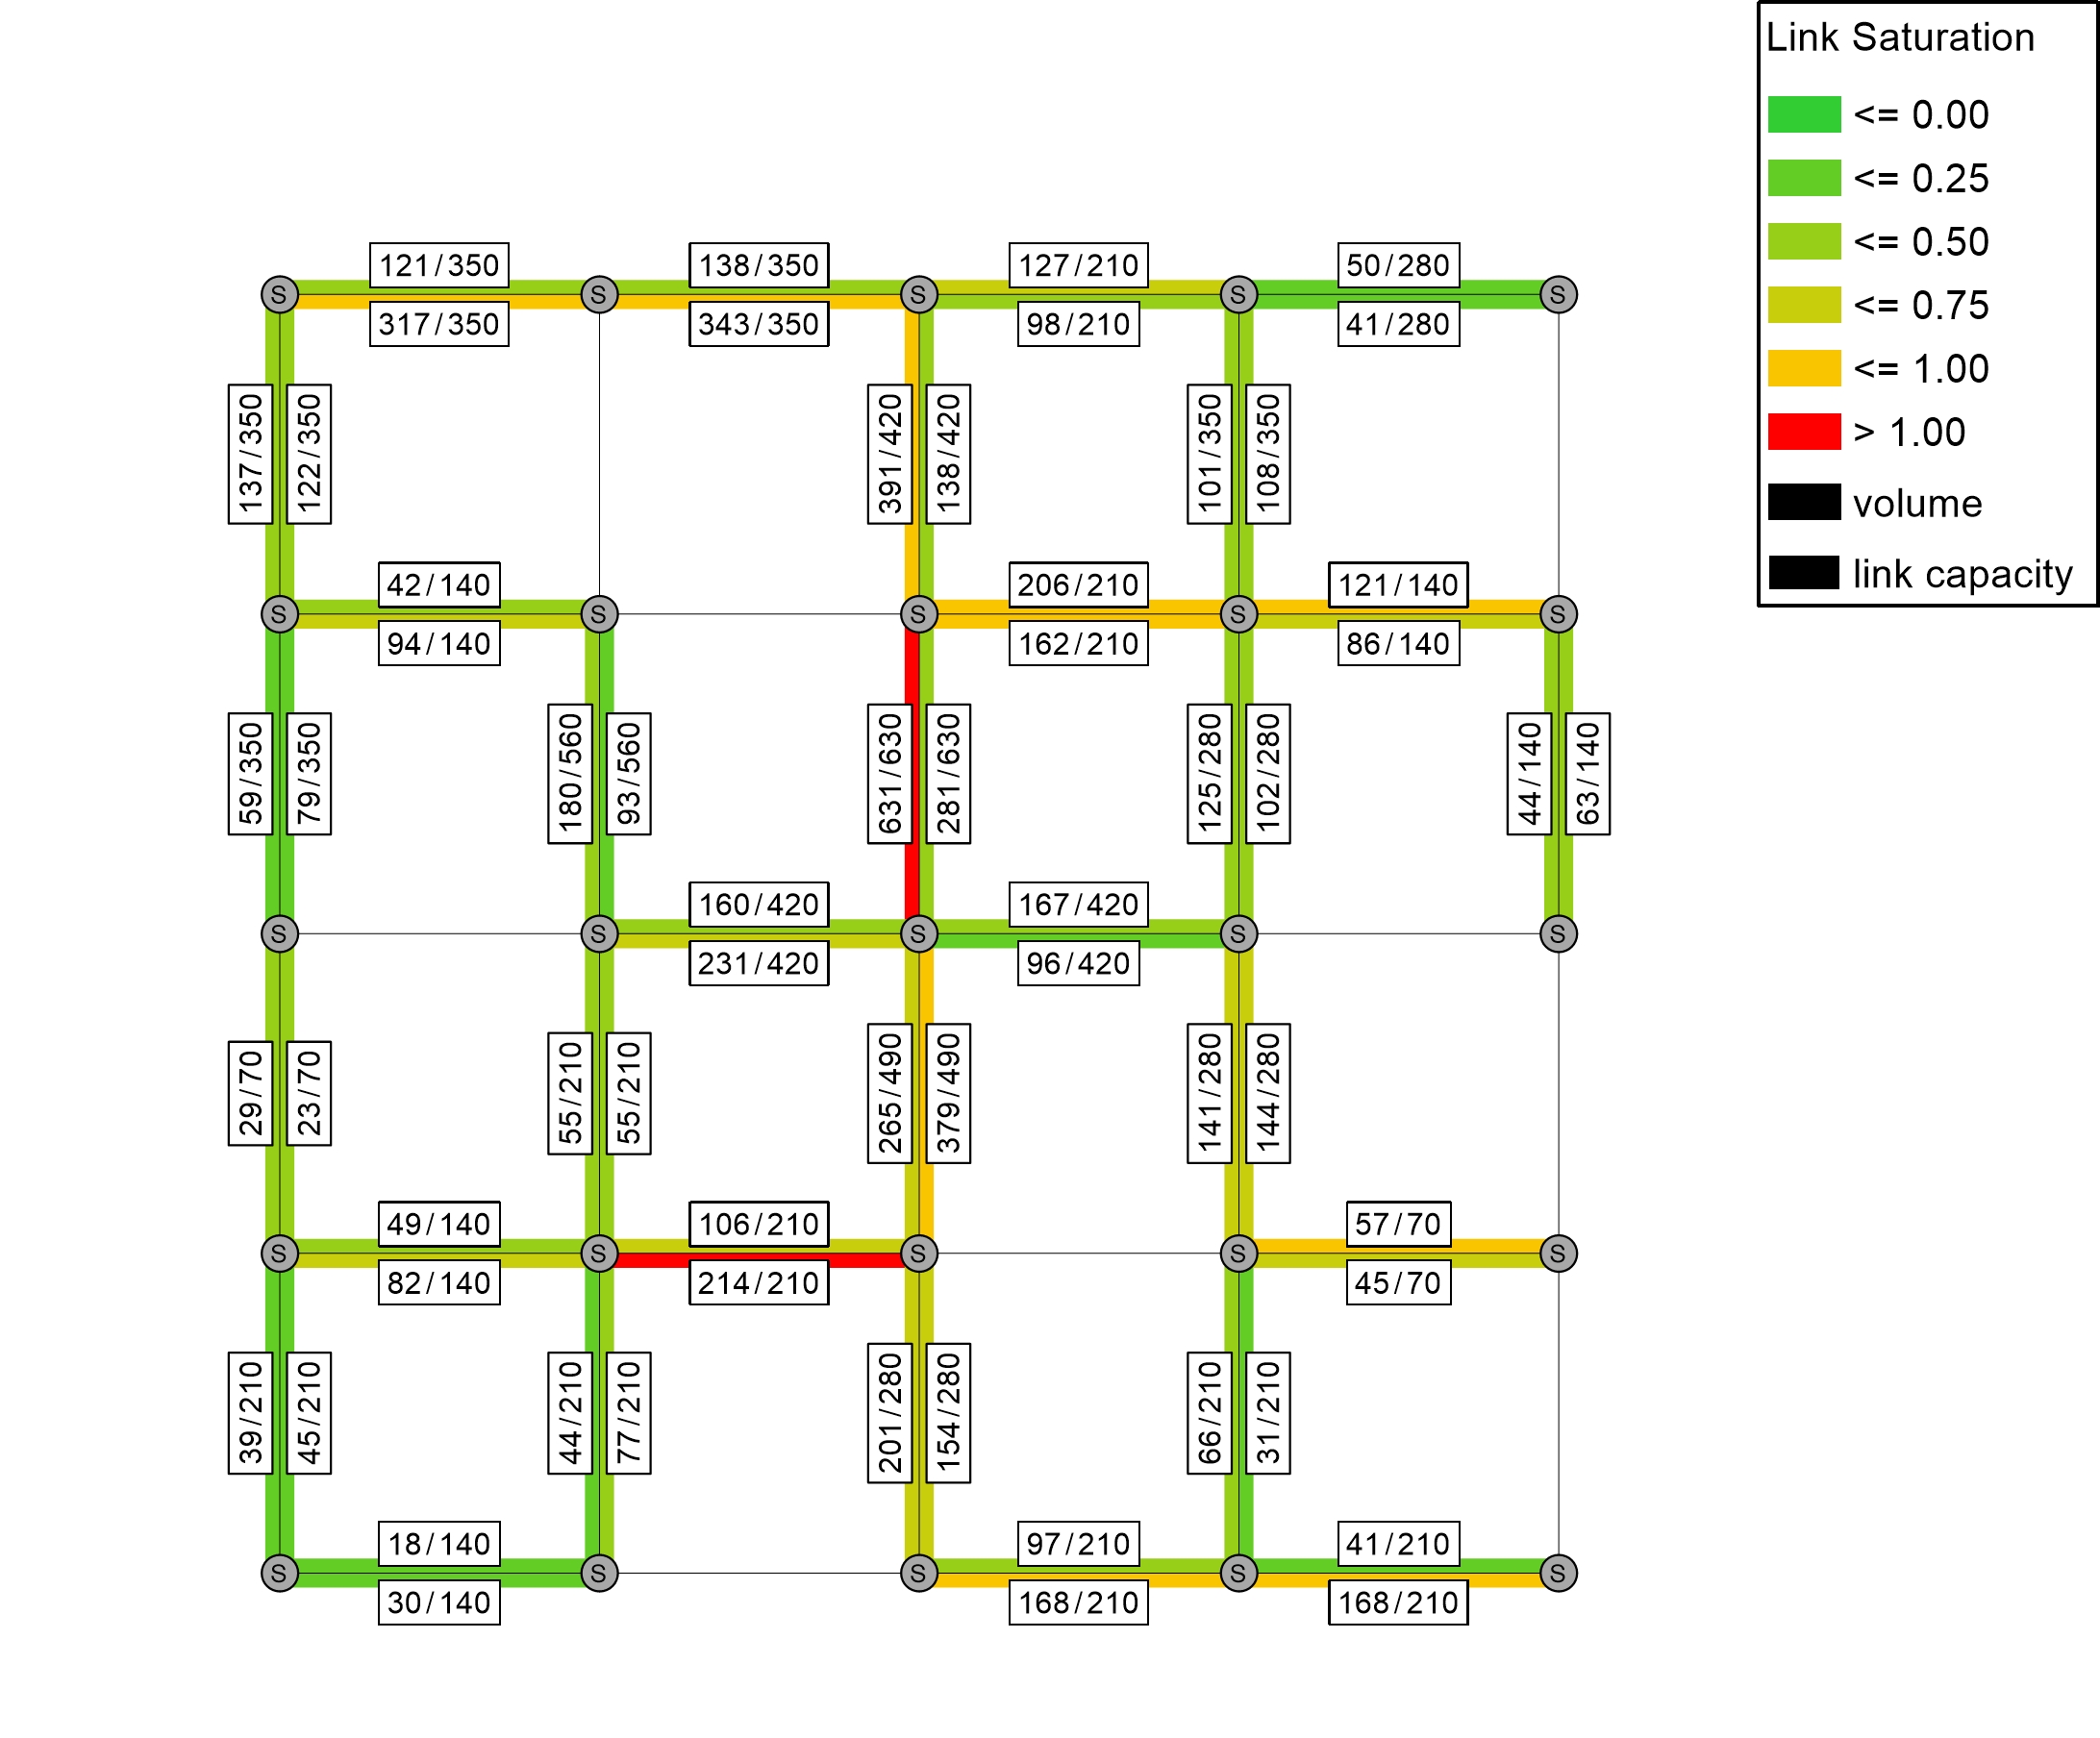 Link Saturation
<= 0.00
<= 0.25
<= 0.50
<= 0.75
<= 1.00
> 1.00
volume
link capacity
121/350
138/350
127/210
50/280
S
S
S
S
S
317/350
343/350
98/210
41/280
137/350
122/350
391/420
138/420
101/350
108/350
42/140
206/210
121/140
S
S
S
S
S
94/140
162/210
86/140
59/350
79/350
180/560
93/560
631/630
281/630
125/280
102/280
44/140
63/140
160/420
167/420
S
S
S
S
S
231/420
96/420
29/70
23/70
55/210
55/210
265/490
379/490
141/280
144/280
49/140
106/210
57/70
S
S
S
S
S
82/140
214/210
45/70
39/210
45/210
44/210
77/210
201/280
154/280
66/210
31/210
18/140
97/210
41/210
S
S
S
S
S
30/140
168/210
168/210